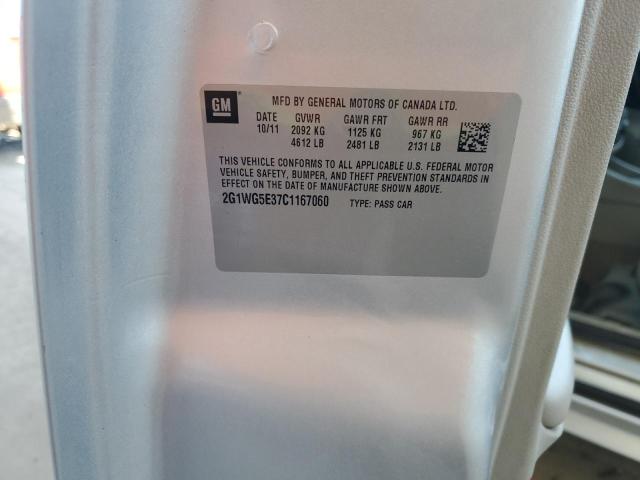 GM
MFD BY GENERAL MOTORS OF CANADA LTD.
DATE GVWR GAWR FRT GAWR RR
10/11 2092 KG 1125 KG 967 KG
4612 LB 2481 LB 2131 LB
THIS VEHICLE CONFORMS TO ALL APPLICABLE U.S. FEDERAL MOTOR
VEHICLE SAFETY, BUMPER, AND THEFT PREVENTION STANDARDS IN
EFFECT ON THE DATE OF MANUFACTURE SHOWN ABOVE.
2G1WG5E37C1167060 TYPE: PASS CAR